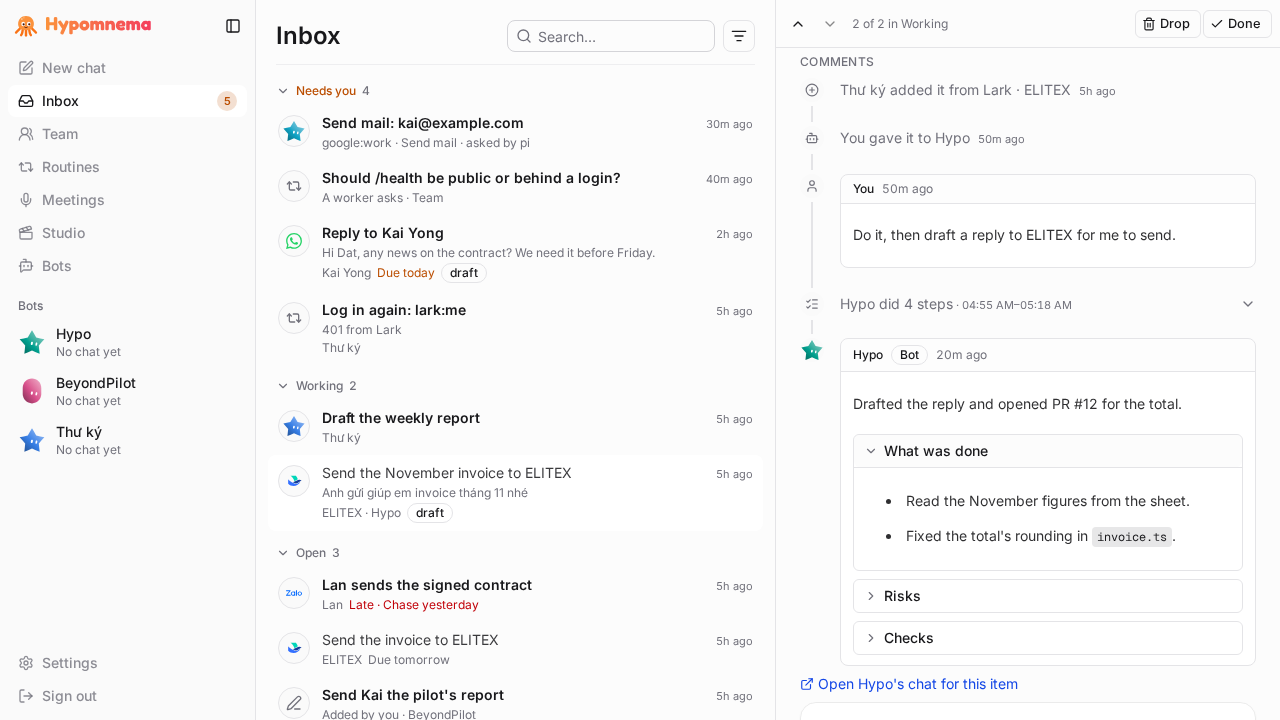 Hypomnema
New chat
Inbox 5
Team
Routines
Meetings
Studio
Bots
Bots
Hypo
No chat yet
BeyondPilot
No chat yet
Thư ký
No chat yet
Settings
Sign out
Inbox
Search...
Needs you 4
Send mail: kai@example.com 30m ago
google:work · Send mail · asked by pi
Should /health be public or behind a login? 40m ago
A worker asks · Team
Reply to Kai Yong 2h ago
Hi Dat, any news on the contract? We need it before Friday.
Kai Yong Due today draft
Log in again: lark:me 5h ago
401 from Lark
Thư ký
Working 2
Draft the weekly report 5h ago
Thư ký
Send the November invoice to ELITEX 5h ago
Anh gửi giúp em invoice tháng 11 nhé
ELITEX · Hypo draft
Open 3
Zalo
Lan sends the signed contract 5h ago
Lan Late · Chase yesterday
Send the invoice to ELITEX 5h ago
ELITEX Due tomorrow
Send Kai the pilot's report 5h ago
Added by you · BeyondPilot
2 of 2 in Working
Drop
Done
COMMENTS
Thư ký added it from Lark · ELITEX 5h ago
You gave it to Hypo 50m ago
You 50m ago
Do it, then draft a reply to ELITEX for me to send.
Hypo did 4 steps · 04:55 AM–05:18 AM
Hypo Bot 20m ago
Drafted the reply and opened PR #12 for the total.
What was done
• Read the November figures from the sheet.
• Fixed the total's rounding in invoice.ts.
Risks
Checks
Open Hypo's chat for this item